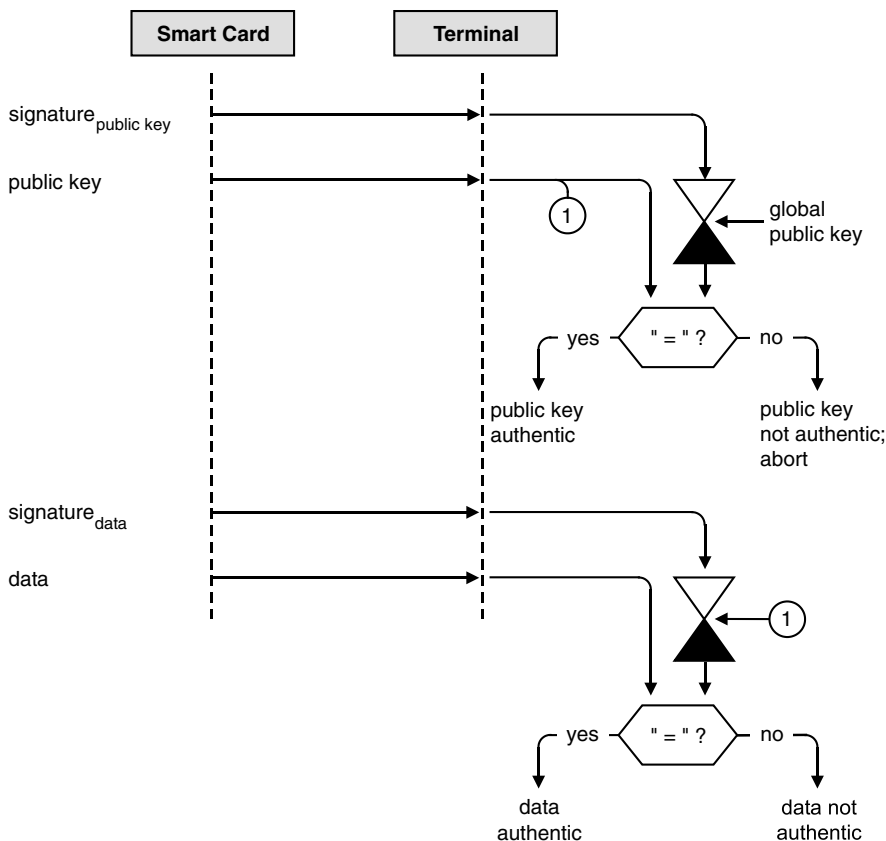 Smart Card
Terminal
signature public key
public key
1
global
public key
yes
" = " ?
no
public key
authentic
public key
not authentic;
abort
signature data
data
1
yes
" = " ?
no
data
authentic
data not
authentic